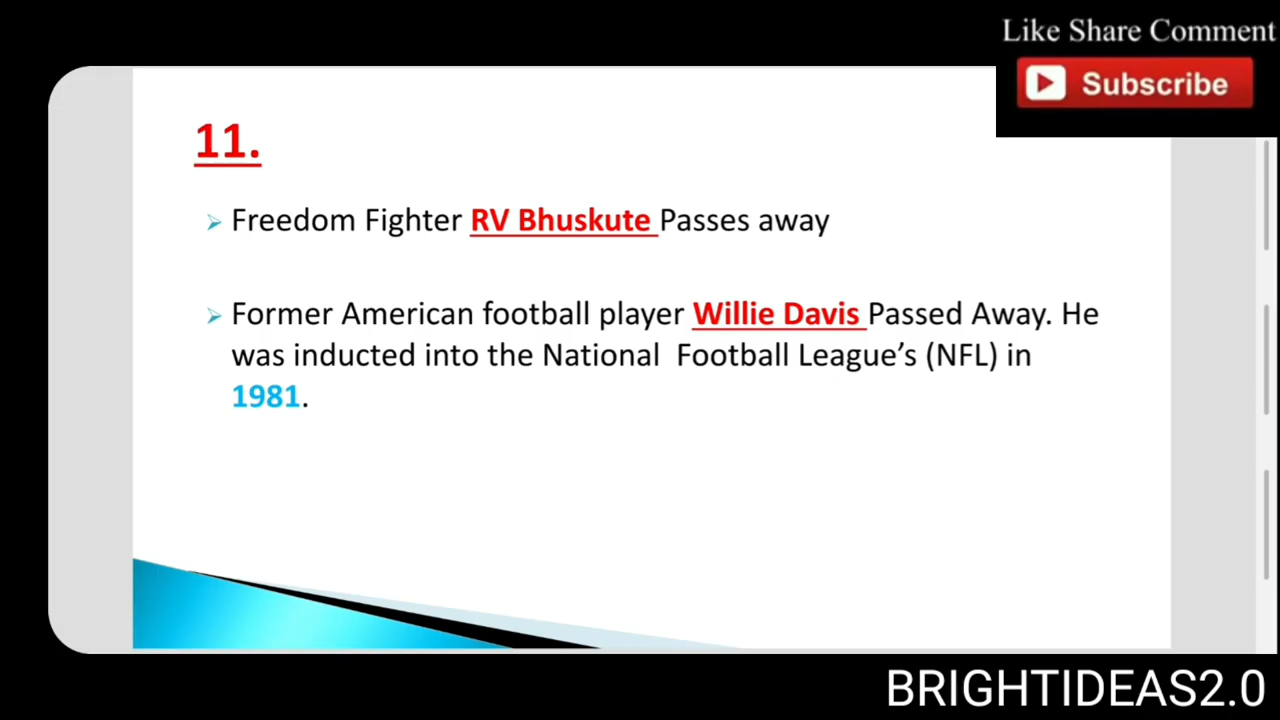 Like Share Comment
Subscribe
11.
Freedom Fighter RV Bhuskute Passes away
Former American football player Willie Davis Passed Away. He
was inducted into the National Football League’s (NFL) in
1981.
BRIGHTIDEAS2.0